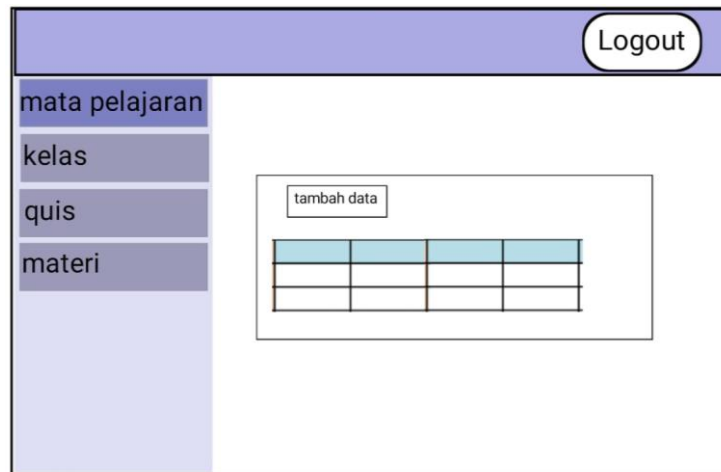 Logout
mata pelajaran
kelas
quis
materi
tambah data